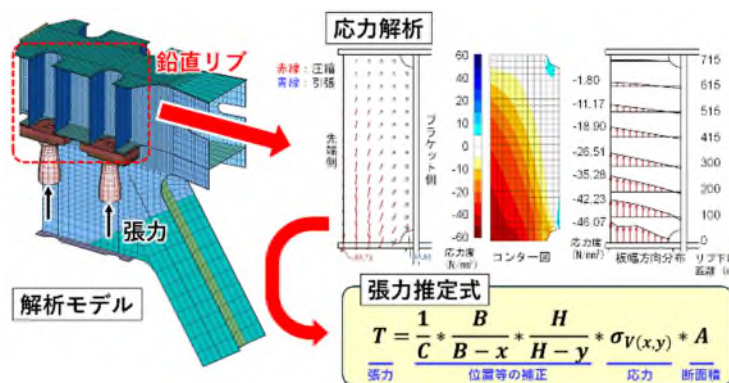 鉛直リブ
張力
解析モデル
応力解析
赤線：圧縮
青線：引張
先端側
ブラケット側
60
40
20
0
-20
-40
-60
応力度
[N/mm²]
コンター図
-1.80
-11.17
-18.90
-26.51
-35.28
-42.23
-46.07
応力度
[N/mm²]
板幅方向分布
715
615
515
415
300
200
100
0
リブ下
距離
張力推定式
T = 1/C * B/(B − x) * H/(H − y) * σV(x,y) * A
張力 位置等の補正 応力 断面積